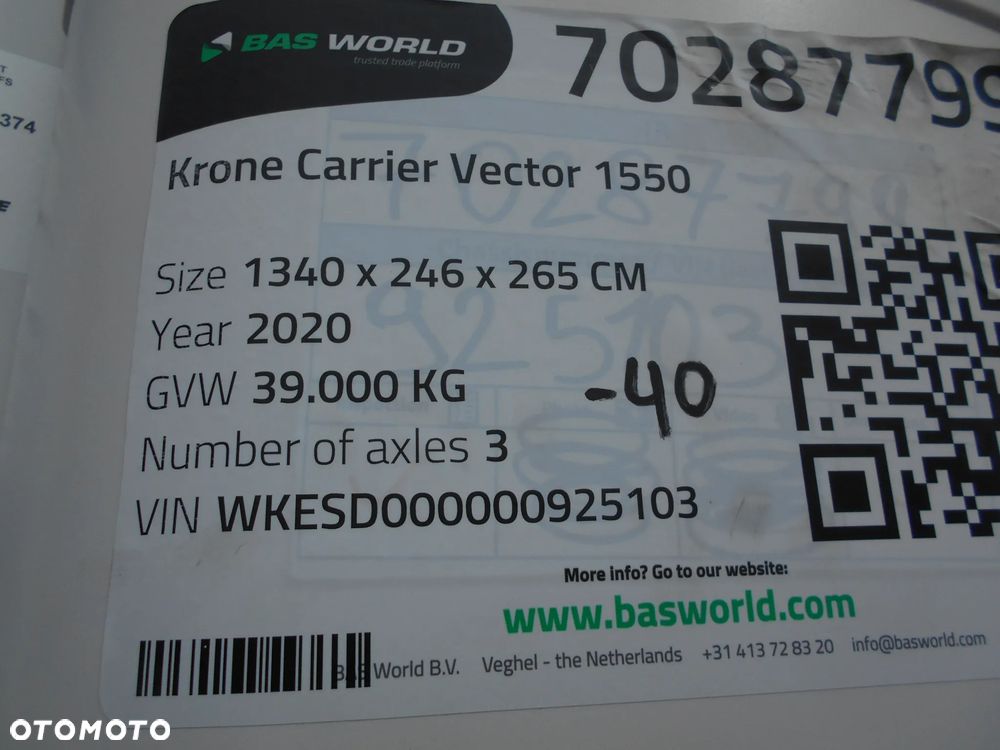 BAS WORLD
trusted trade platform
70287799
374
Krone Carrier Vector 1550
Size 1340 x 246 x 265 CM
Year 2020
GVW 39.000 KG
-40
Number of axles 3
VIN WKESD000000925103
More info? Go to our website:
www.basworld.com
BAS World B.V. Veghel - the Netherlands +31 413 72 83 20 info@basworld.com
OTOMOTO